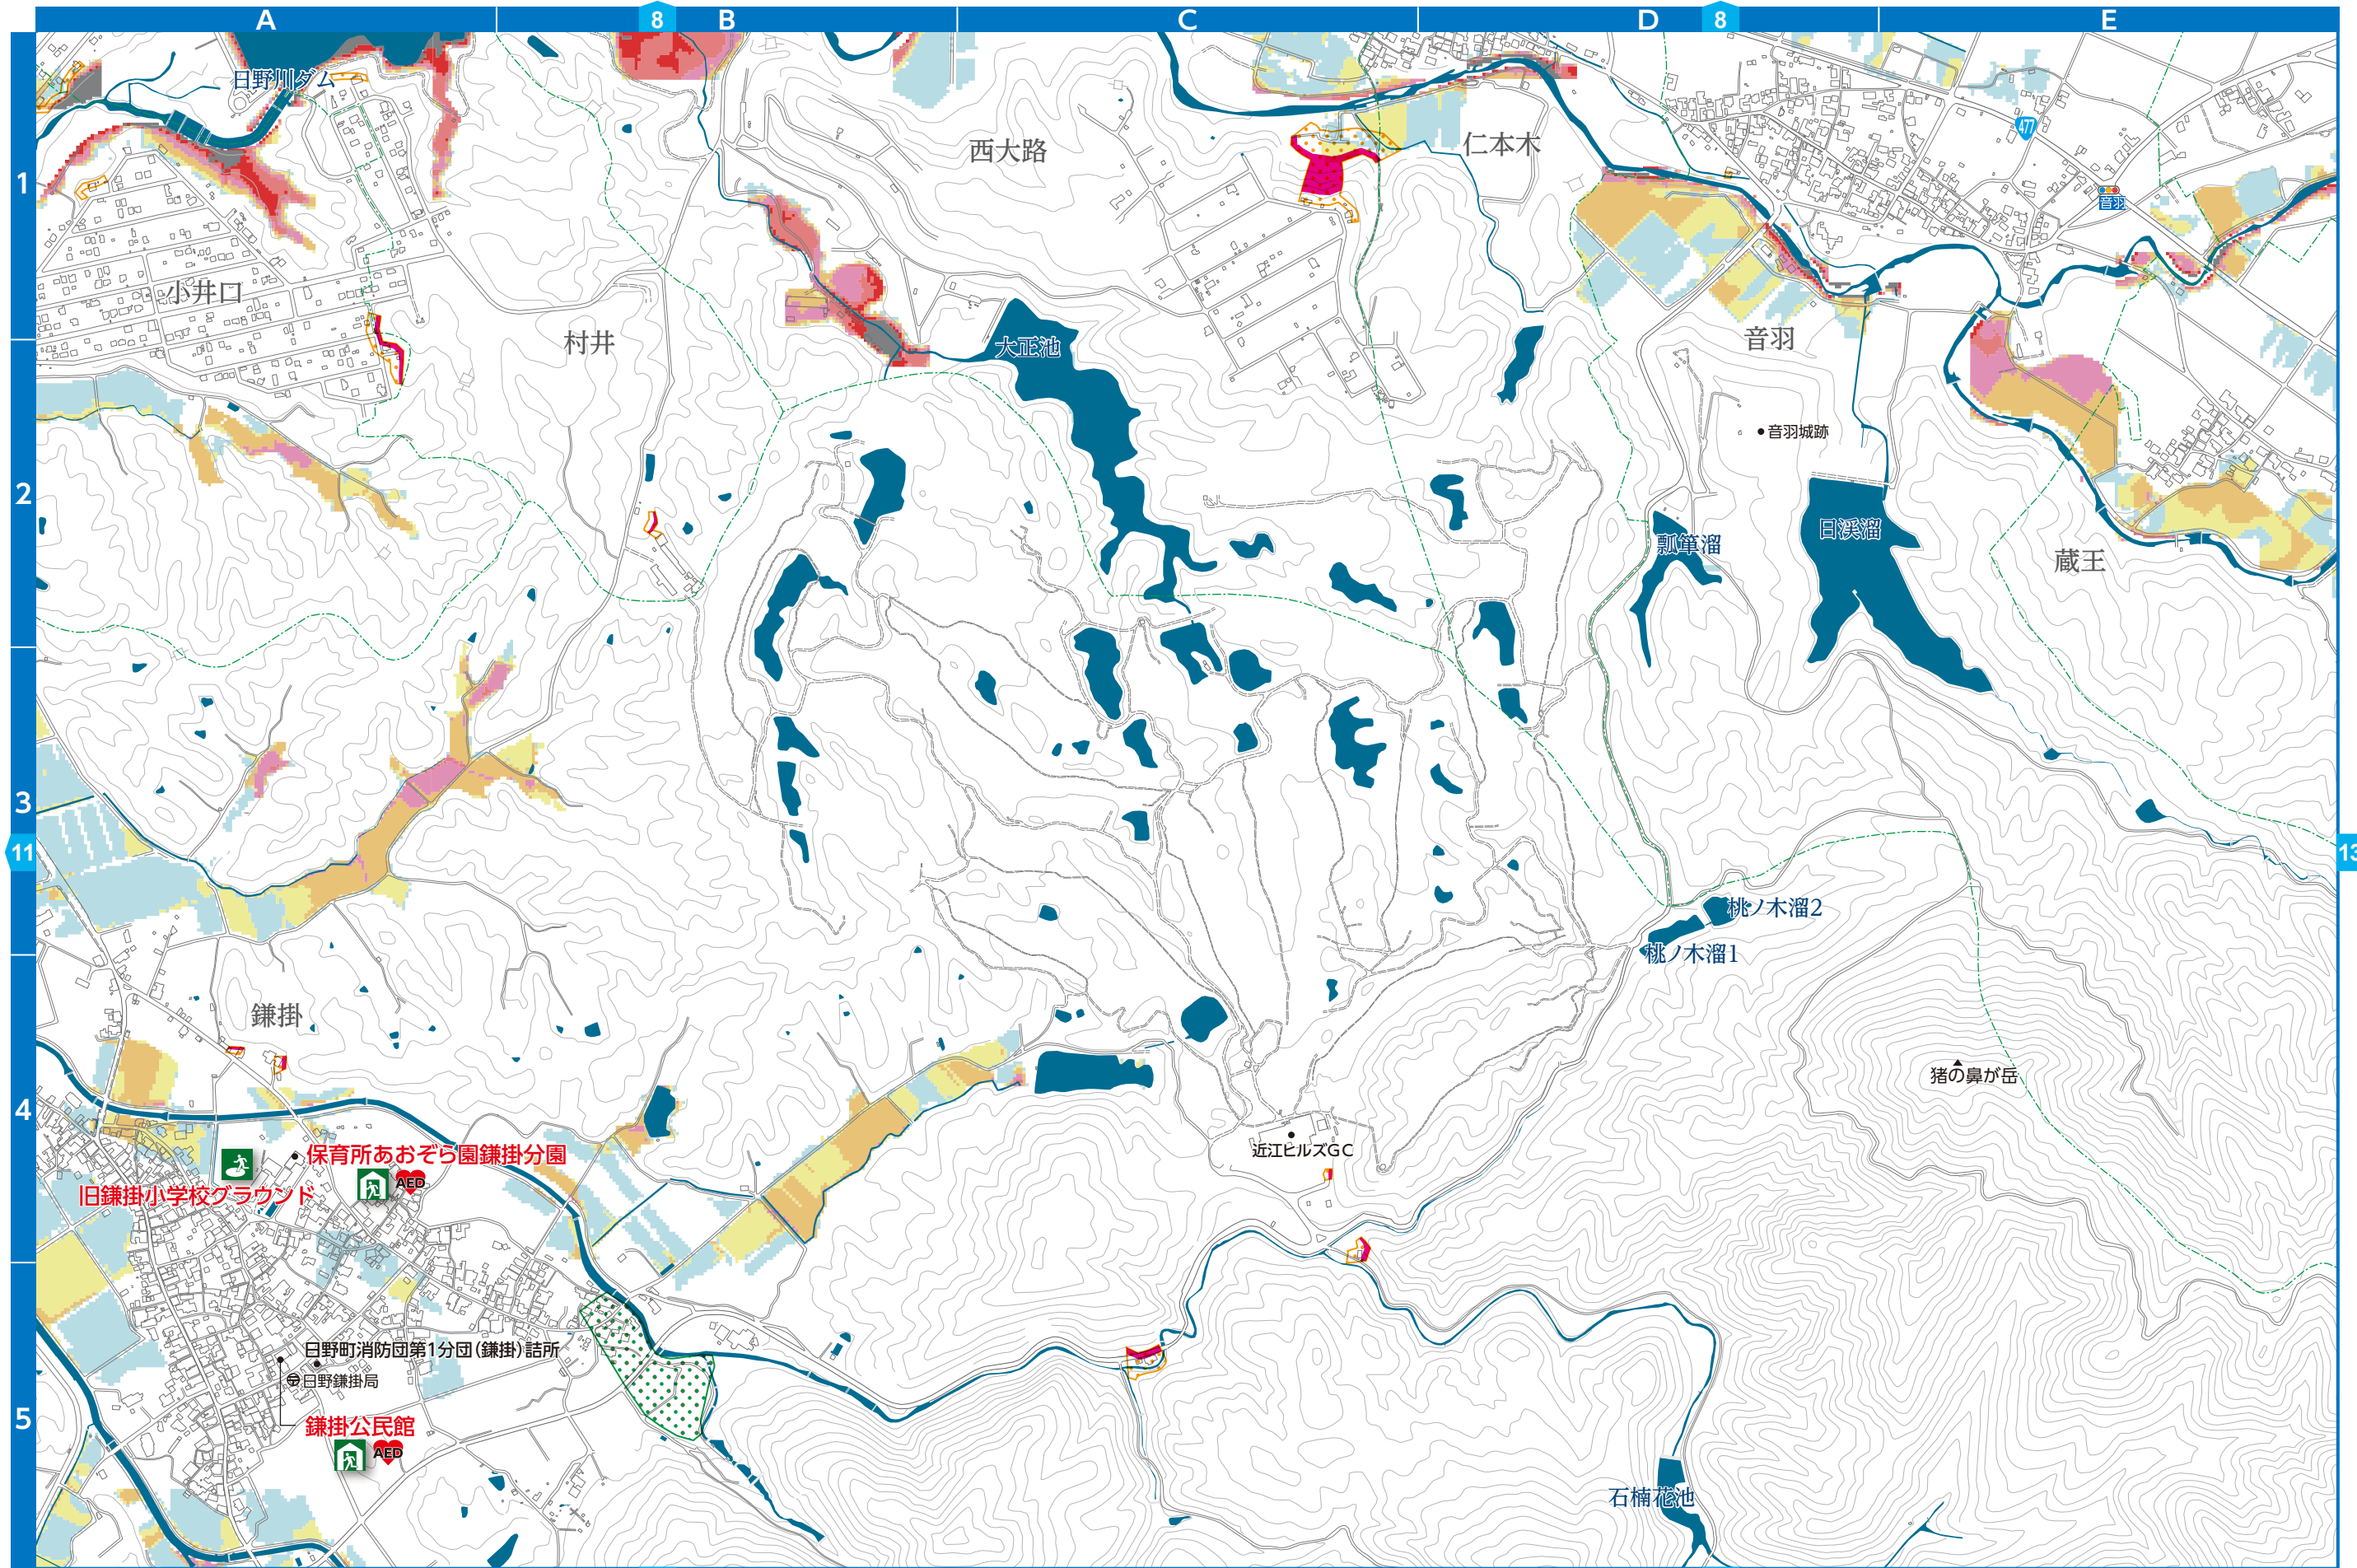 A
8
B
C
D
8
E
日野川ダム
西大路
仁本木
477
1
音羽
小井口
村井
大正池
音羽
音羽城跡
2
日渓溜
瓢箪溜
蔵王
3
11
13
桃ノ木溜2
桃ノ木溜1
鎌掛
猪の鼻が岳
4
近江ヒルズGC
保育所あおぞら園鎌掛分園
AED
旧鎌掛小学校グラウンド
日野町消防団第1分団(鎌掛)詰所
日野鎌掛局
5
鎌掛公民館
AED
石楠花池